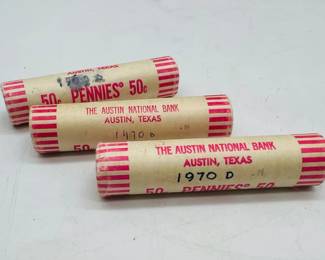 AUSTIN, TEXAS
50¢ PENNIES® 50¢
THE AUSTIN NATIONAL BANK
AUSTIN, TEXAS
1970 D
50
THE AUSTIN NATIONAL BANK
AUSTIN, TEXAS
1970 D
50 PENNIES 50